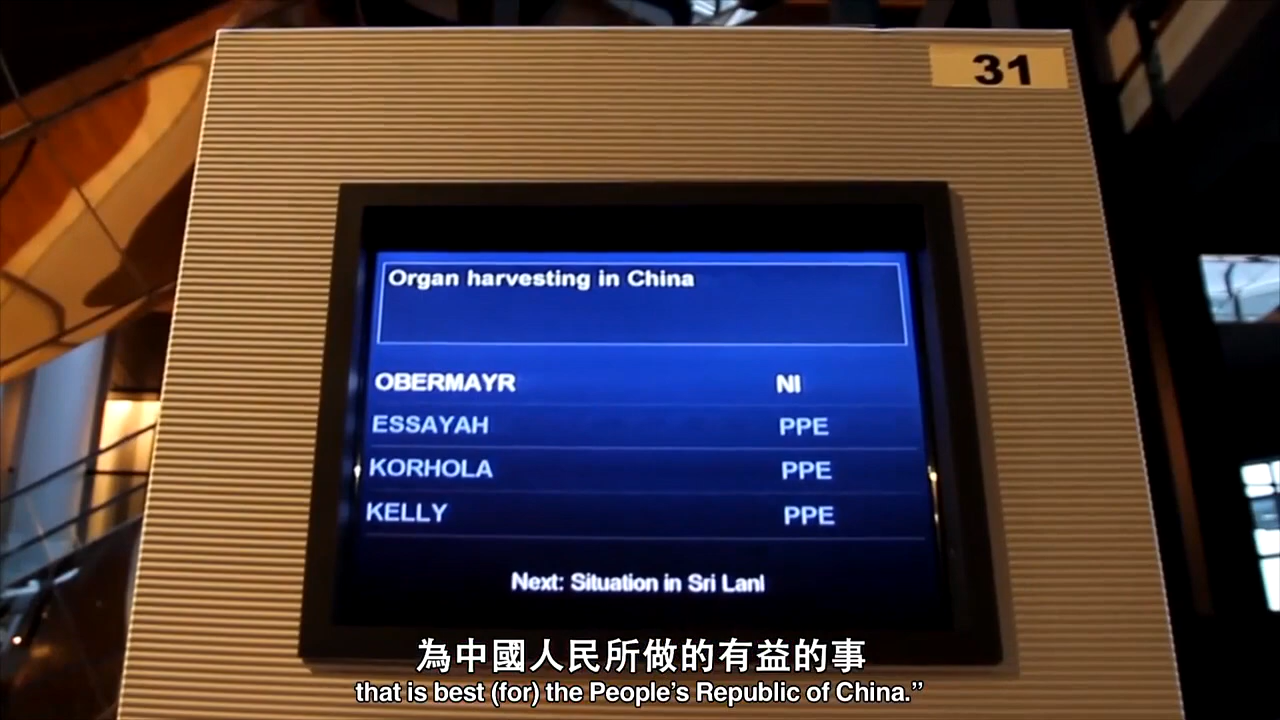 31
Organ harvesting in China
OBERMAYR NI
ESSAYAH PPE
KORHOLA PPE
KELLY PPE
Next: Situation in Sri Lanl
為中國人民所做的有益的事
that is best (for) the People's Republic of China.”